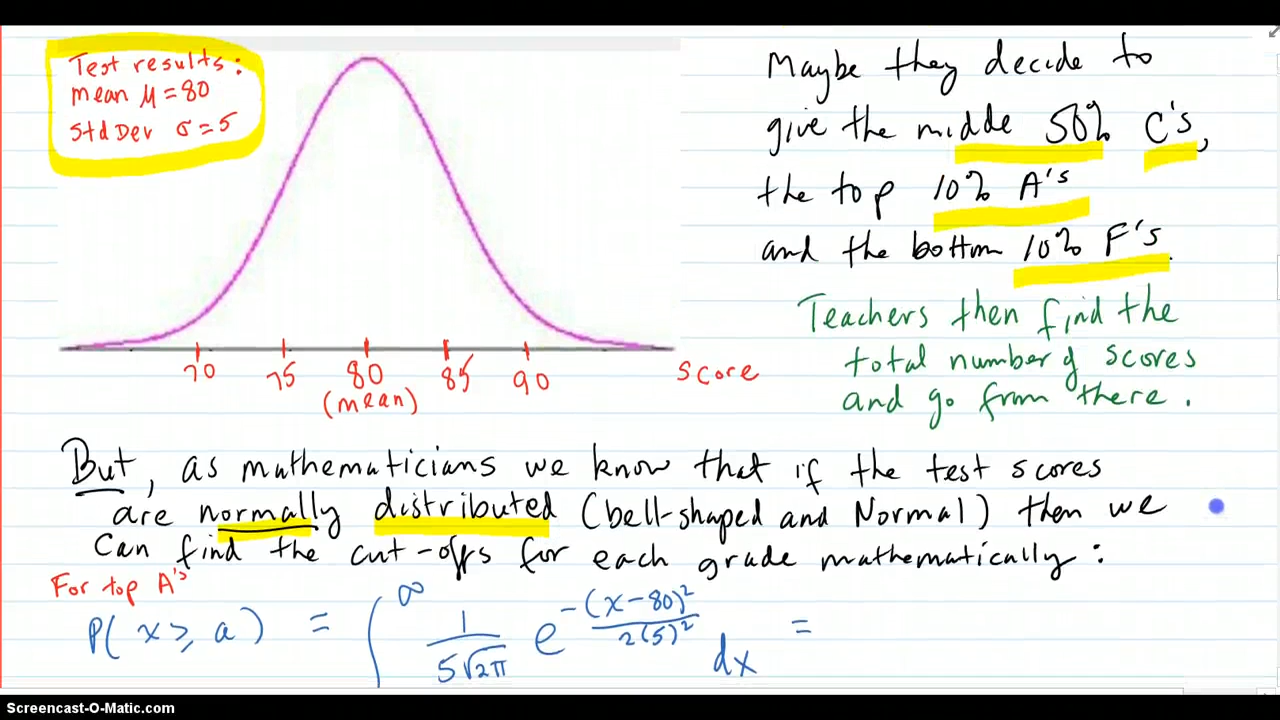 Test results:
mean μ = 80
Std Dev σ = 5
70 75 80 85 90 score
(mean)
Maybe they decide to
give the midde 50% C's,
the top 10% A's
and the bottom 10% F's.
Teachers then find the
total number of scores
and go from there.
But, as mathematicians we know that if the test scores
are normally distributed (bell-shaped and Normal) then we
can find the cut-offs for each grade mathematically:
For top A's
P( x ≥ a ) = ∫^∞ 1/(5√2π) e^(-(x-80)²/2(5)²) dx =
Screencast-O-Matic.com